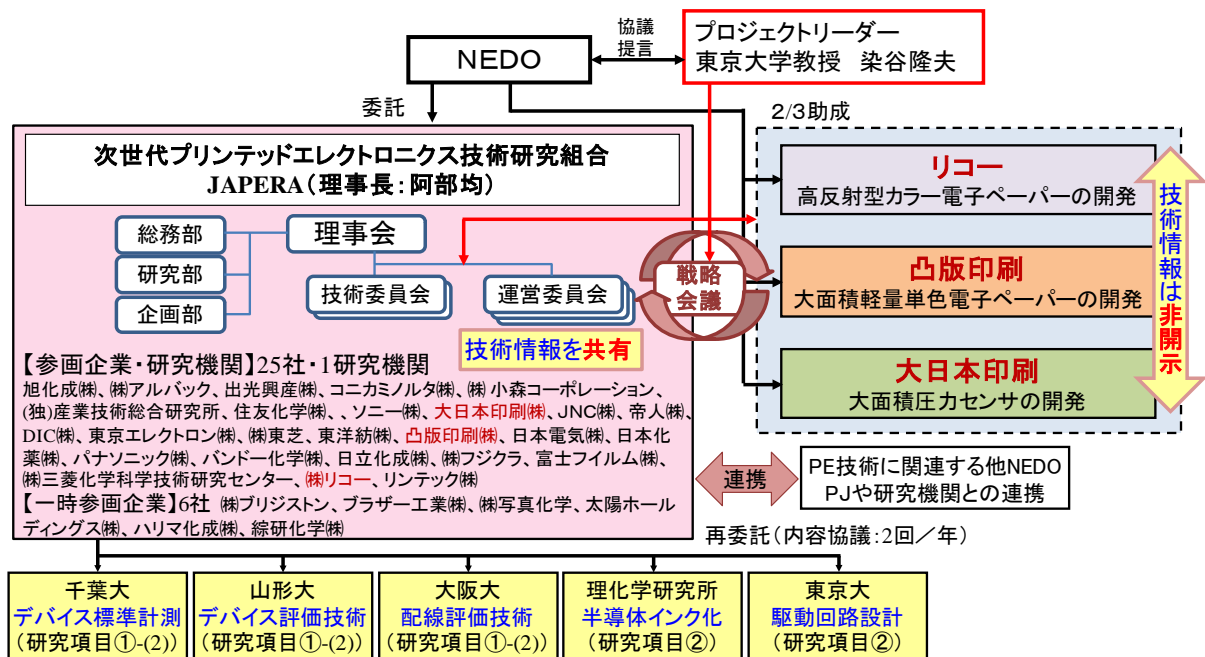 協議
提言
NEDO
プロジェクトリーダー
東京大学教授 染谷隆夫
委託
2/3助成
次世代プリンテッドエレクトロニクス技術研究組合
JAPERA(理事長:阿部均)
総務部
研究部
企画部
理事会
技術委員会
運営委員会
戦略
会議
技術情報を共有
リコー
高反射型カラー電子ペーパーの開発
凸版印刷
大面積軽量単色電子ペーパーの開発
大日本印刷
大面積圧力センサの開発
技術情報は非開示
【参画企業・研究機関】25社・1研究機関
旭化成㈱、㈱アルバック、出光興産㈱、コニカミノルタ㈱、㈱小森コーポレーション、
(独)産業技術総合研究所、住友化学㈱、、ソニー㈱、大日本印刷㈱、JNC㈱、帝人㈱、
DIC㈱、東京エレクトロン㈱、㈱東芝、東洋紡㈱、凸版印刷㈱、日本電気㈱、日本化
薬㈱、パナソニック㈱、バンドー化学㈱、日立化成㈱、㈱フジクラ、富士フイルム㈱、
㈱三菱化学科学技術研究センター、㈱リコー、リンテック㈱
【一時参画企業】6社 ㈱ブリジストン、ブラザー工業㈱、㈱写真化学、太陽ホール
ディングス㈱、ハリマ化成㈱、綜研化学㈱
連携
PE技術に関連する他NEDO
PJや研究機関との連携
再委託(内容協議:2回/年)
千葉大
デバイス標準計測
(研究項目①-(2))
山形大
デバイス評価技術
(研究項目①-(2))
大阪大
配線評価技術
(研究項目①-(2))
理化学研究所
半導体インク化
(研究項目②)
東京大
駆動回路設計
(研究項目②)